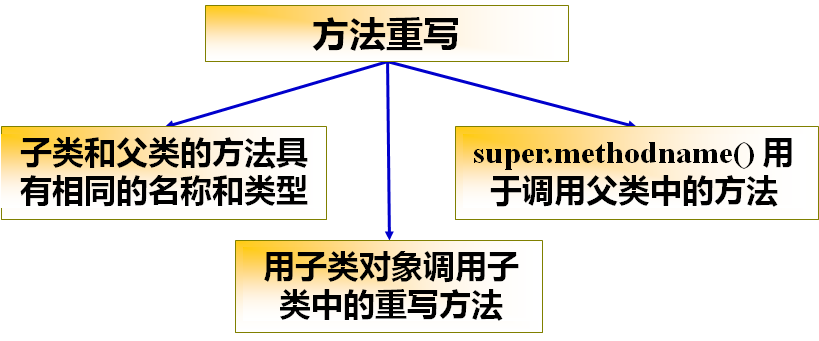 方法重写
子类和父类的方法具
有相同的名称和类型
super.methodname() 用
于调用父类中的方法
用子类对象调用子
类中的重写方法